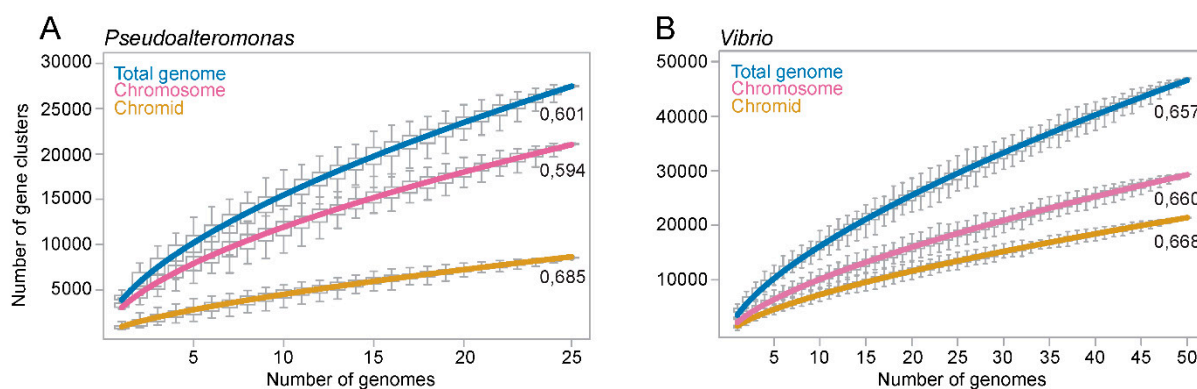 A
Pseudoalteromonas
Number of gene clusters
30000
25000
20000
15000
10000
5000
Total genome
Chromosome
Chromid
0,601
0,594
0,685
5
10
15
20
25
Number of genomes
B
Vibrio
50000
40000
30000
20000
10000
Total genome
Chromosome
Chromid
0,657
0,660
0,668
5
10
15
20
25
30
35
40
45
50
Number of genomes